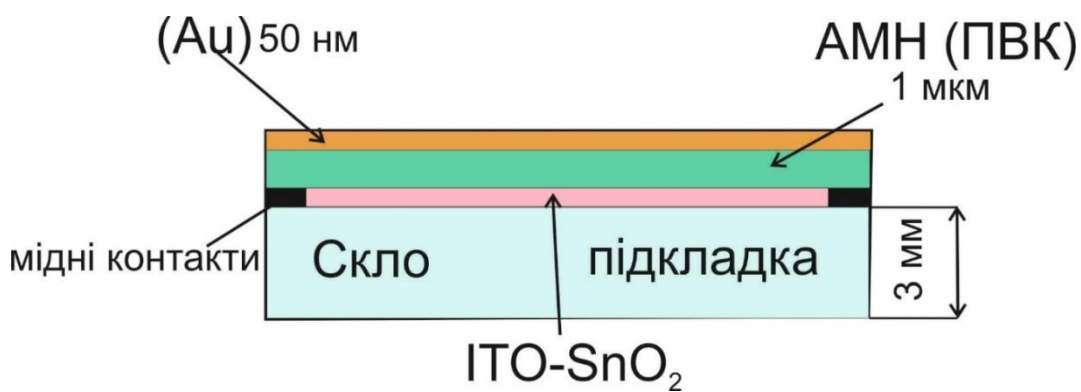 (Au) 50 нм
АМН (ПВК)
1 мкм
мідні контакти
Скло підкладка
3 мм
ITO-SnO₂